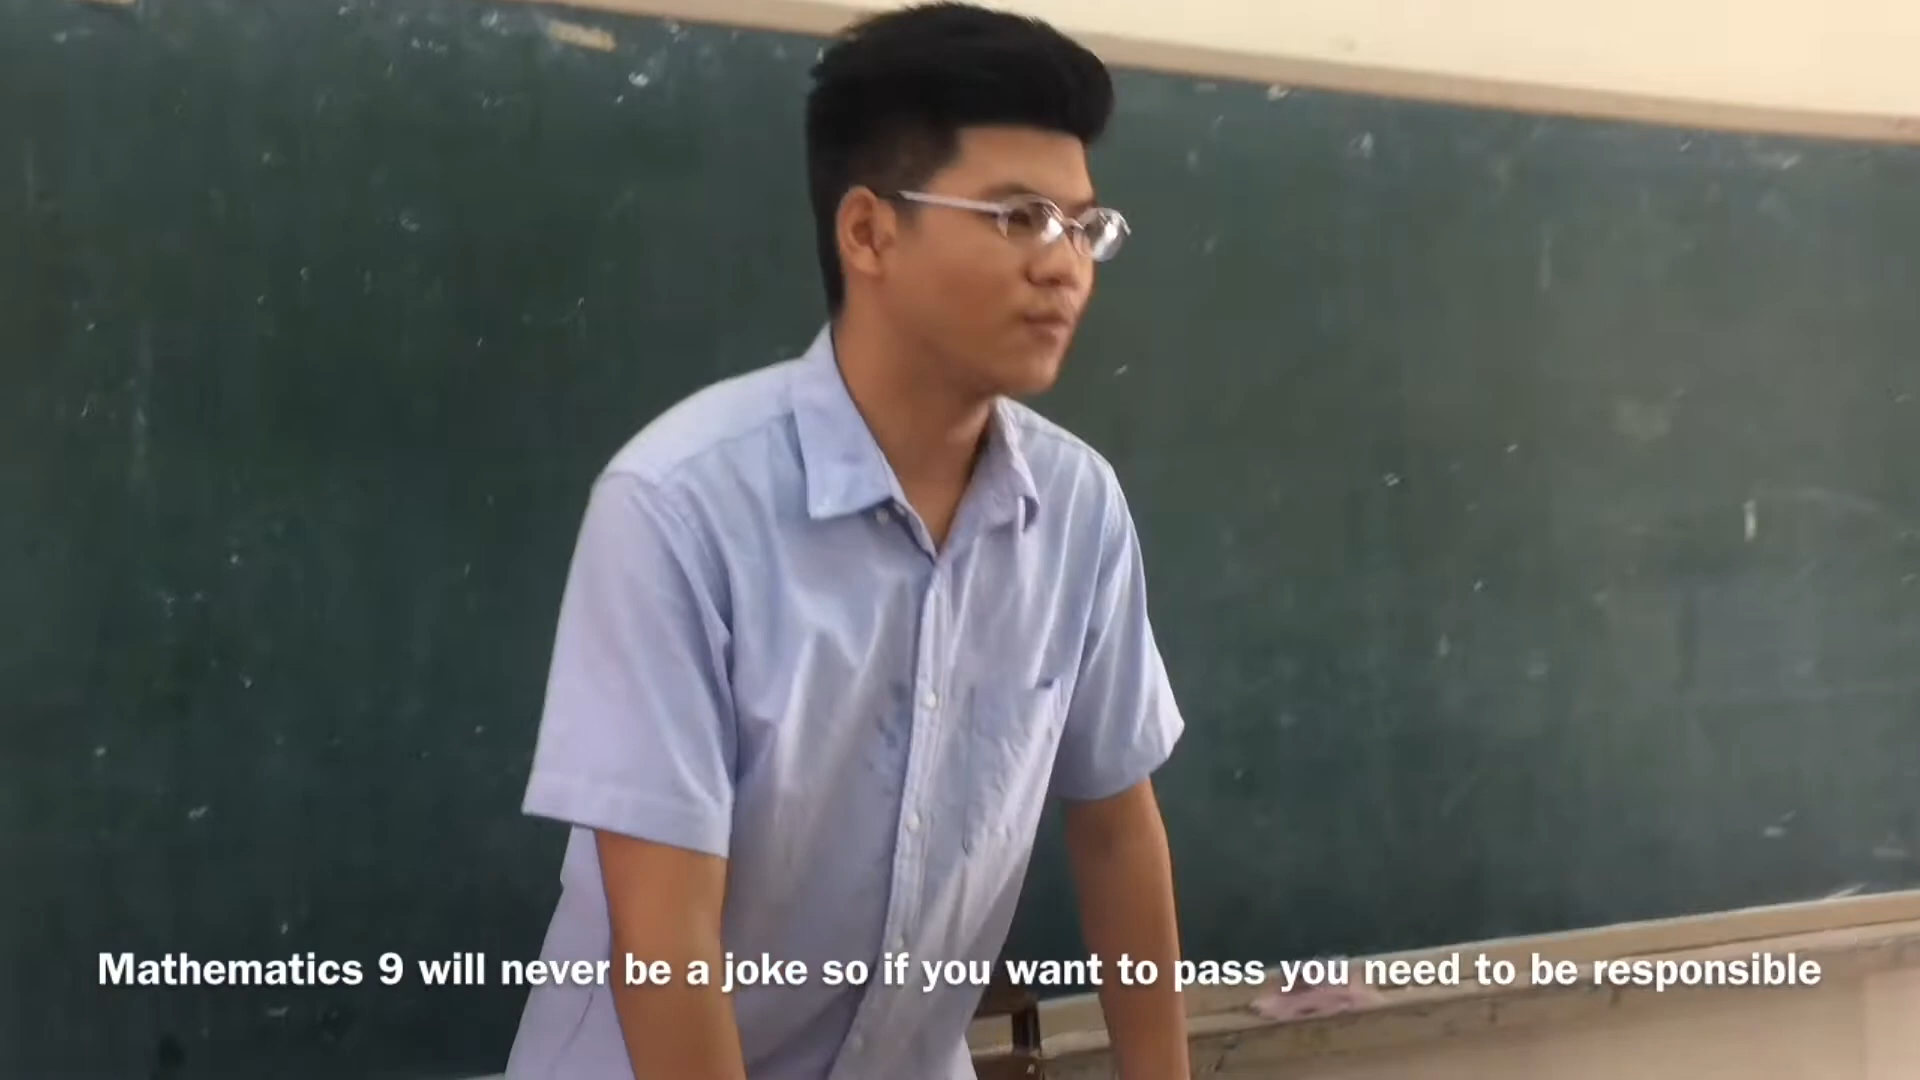 Mathematics 9 will never be a joke so if you want to pass you need to be responsible